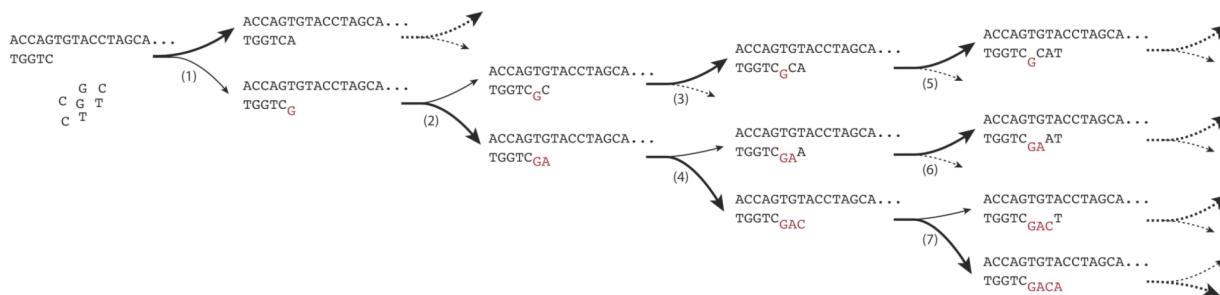 ACCAGTGTACCTAGCA...
TGGTC
G C
C G T
C T
(1)
ACCAGTGTACCTAGCA...
TGGTCA
ACCAGTGTACCTAGCA...
TGGTCG
(2)
ACCAGTGTACCTAGCA...
TGGTCGC
ACCAGTGTACCTAGCA...
TGGTCGA
(3)
(4)
ACCAGTGTACCTAGCA...
TGGTCGCA
ACCAGTGTACCTAGCA...
TGGTCGAA
ACCAGTGTACCTAGCA...
TGGTCGAC
(5)
(6)
(7)
ACCAGTGTACCTAGCA...
TGGTCGCAT
ACCAGTGTACCTAGCA...
TGGTCGAAT
ACCAGTGTACCTAGCA...
TGGTCGACT
ACCAGTGTACCTAGCA...
TGGTCGACA